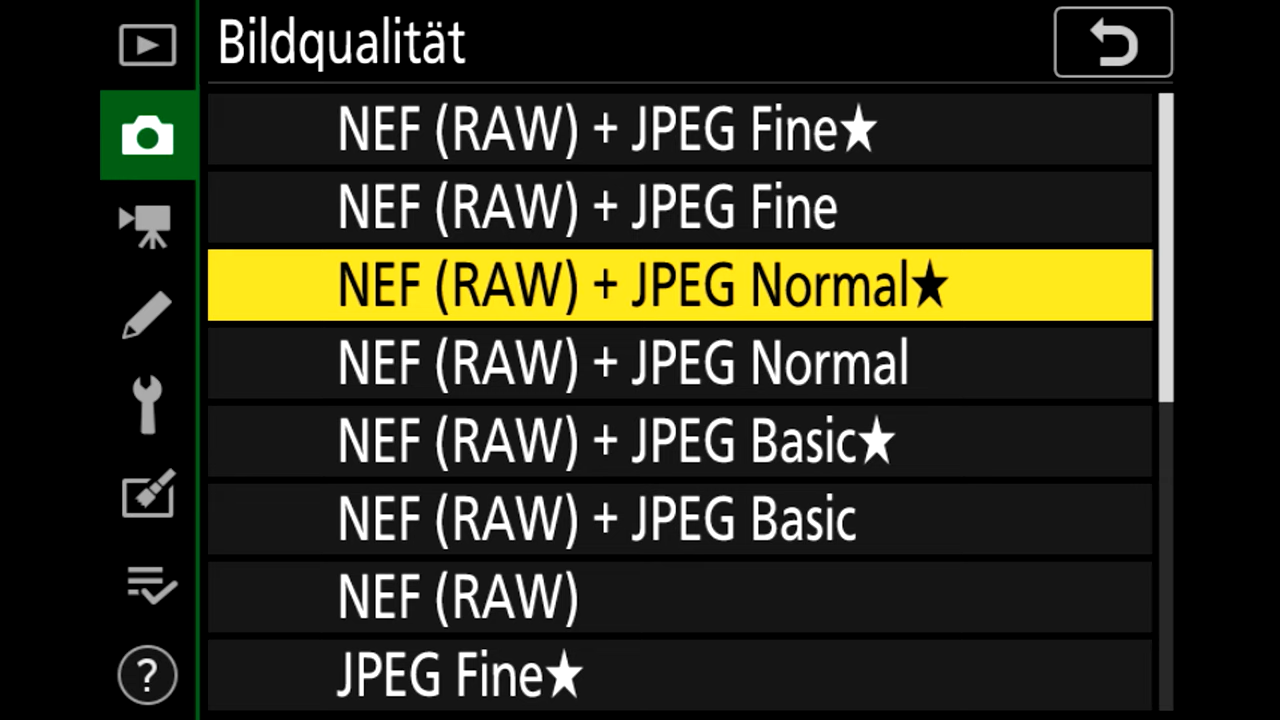 Bildqualität
NEF (RAW) + JPEG Fine★
NEF (RAW) + JPEG Fine
NEF (RAW) + JPEG Normal★
NEF (RAW) + JPEG Normal
NEF (RAW) + JPEG Basic★
NEF (RAW) + JPEG Basic
NEF (RAW)
JPEG Fine★
?